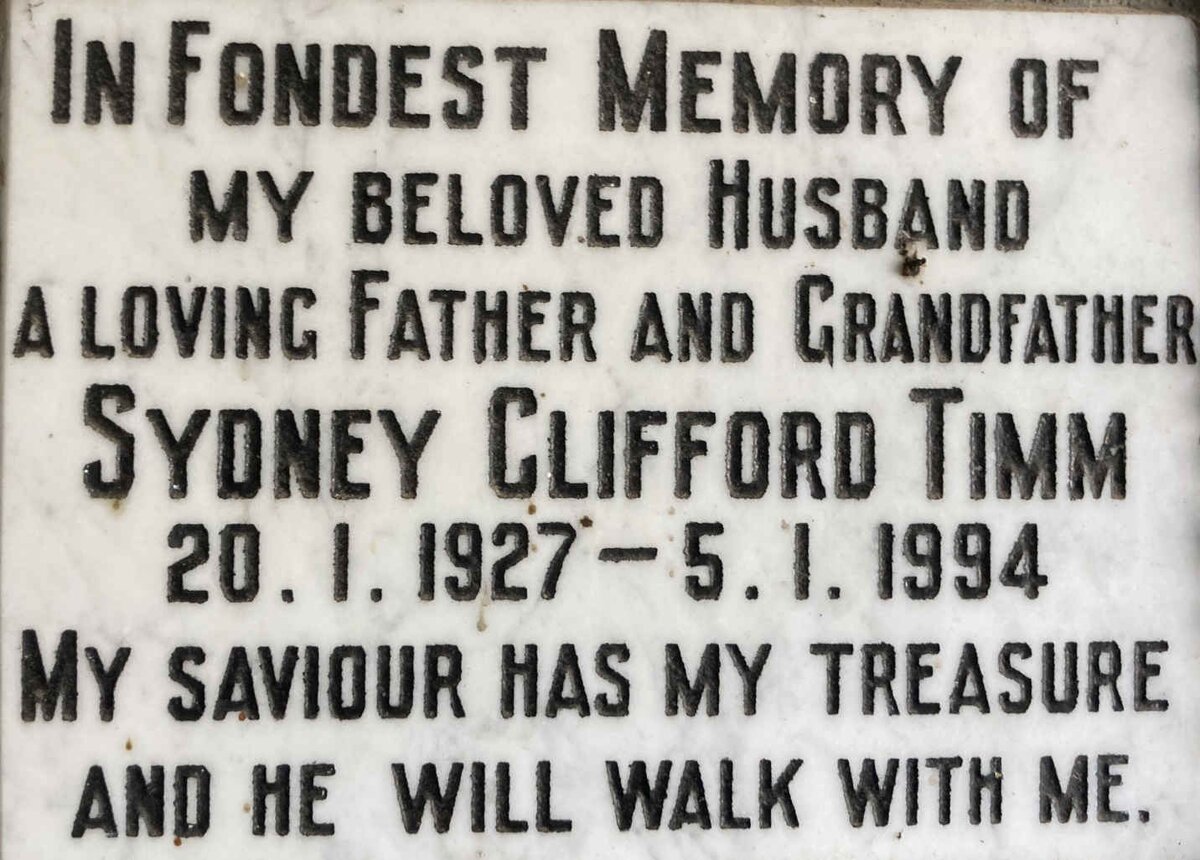 IN FONDEST MEMORY OF
MY BELOVED HUSBAND
A LOVING FATHER AND GRANDFATHER
SYDNEY CLIFFORD TIMM
20.1.1927 – 5.1.1994
MY SAVIOUR HAS MY TREASURE
AND HE WILL WALK WITH ME.